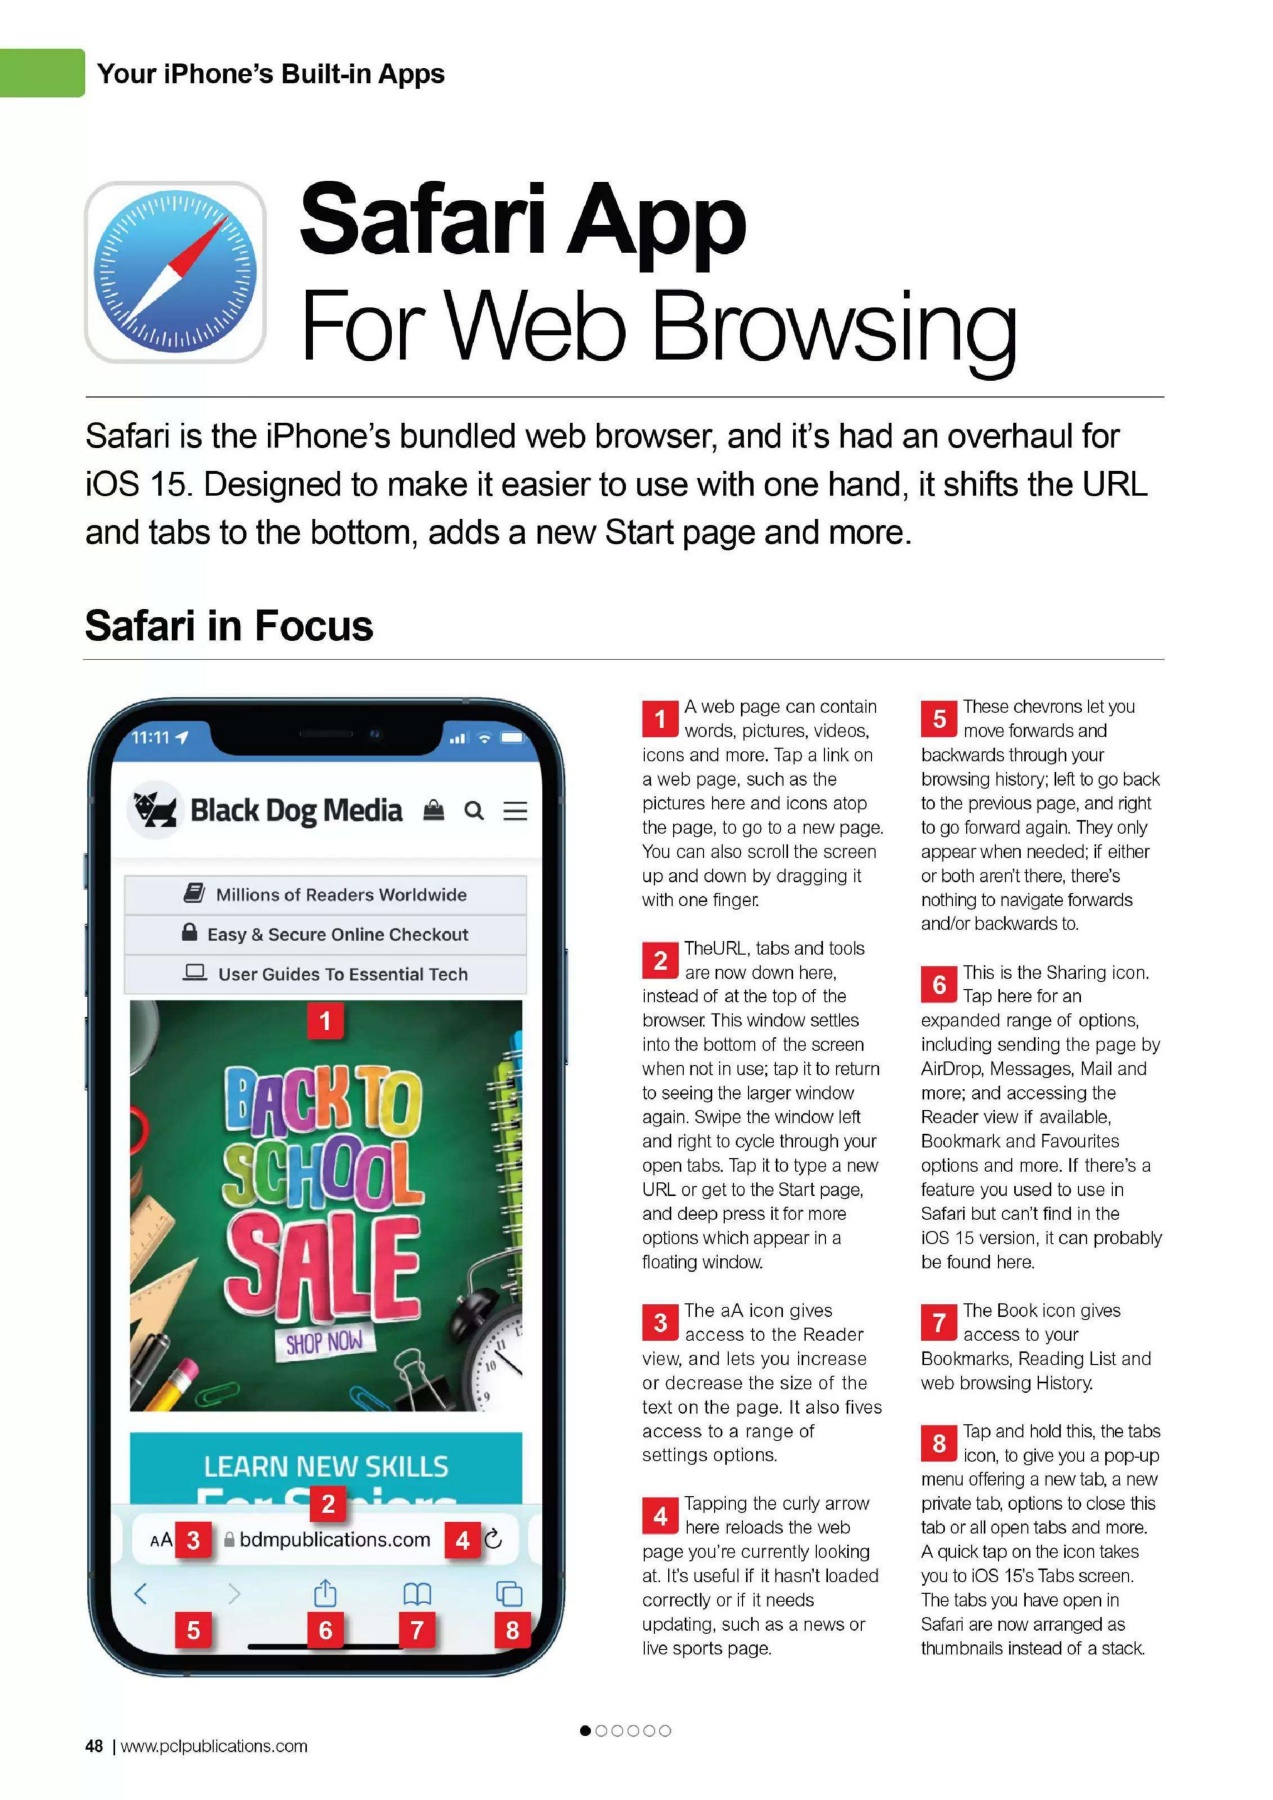 Your iPhone's Built-in Apps
Safari App
For Web Browsing
Safari is the iPhone's bundled web browser, and it's had an overhaul for
iOS 15. Designed to make it easier to use with one hand, it shifts the URL
and tabs to the bottom, adds a new Start page and more.
Safari in Focus
11:11
Black Dog Media
Millions of Readers Worldwide
Easy & Secure Online Checkout
User Guides To Essential Tech
1
BACK TO
SCHOOL
SALE
SHOP NOW
LEARN NEW SKILLS
For Seniors
2
AA 3 bdmpublications.com 4
5 6 7 8
1 A web page can contain
words, pictures, videos,
icons and more. Tap a link on
a web page, such as the
pictures here and icons atop
the page, to go to a new page.
You can also scroll the screen
up and down by dragging it
with one finger.
2 TheURL, tabs and tools
are now down here,
instead of at the top of the
browser. This window settles
into the bottom of the screen
when not in use; tap it to return
to seeing the larger window
again. Swipe the window left
and right to cycle through your
open tabs. Tap it to type a new
URL or get to the Start page,
and deep press it for more
options which appear in a
floating window.
3 The aA icon gives
access to the Reader
view, and lets you increase
or decrease the size of the
text on the page. It also fives
access to a range of
settings options.
4 Tapping the curly arrow
here reloads the web
page you're currently looking
at. It's useful if it hasn't loaded
correctly or if it needs
updating, such as a news or
live sports page.
5 These chevrons let you
move forwards and
backwards through your
browsing history; left to go back
to the previous page, and right
to go forward again. They only
appear when needed; if either
or both aren't there, there's
nothing to navigate forwards
and/or backwards to.
6 This is the Sharing icon.
Tap here for an
expanded range of options,
including sending the page by
AirDrop, Messages, Mail and
more; and accessing the
Reader view if available,
Bookmark and Favourites
options and more. If there's a
feature you used to use in
Safari but can't find in the
iOS 15 version, it can probably
be found here.
7 The Book icon gives
access to your
Bookmarks, Reading List and
web browsing History.
8 Tap and hold this, the tabs
icon, to give you a pop-up
menu offering a new tab, a new
private tab, options to close this
tab or all open tabs and more.
A quick tap on the icon takes
you to iOS 15's Tabs screen.
The tabs you have open in
Safari are now arranged as
thumbnails instead of a stack.
48 | www.pclpublications.com